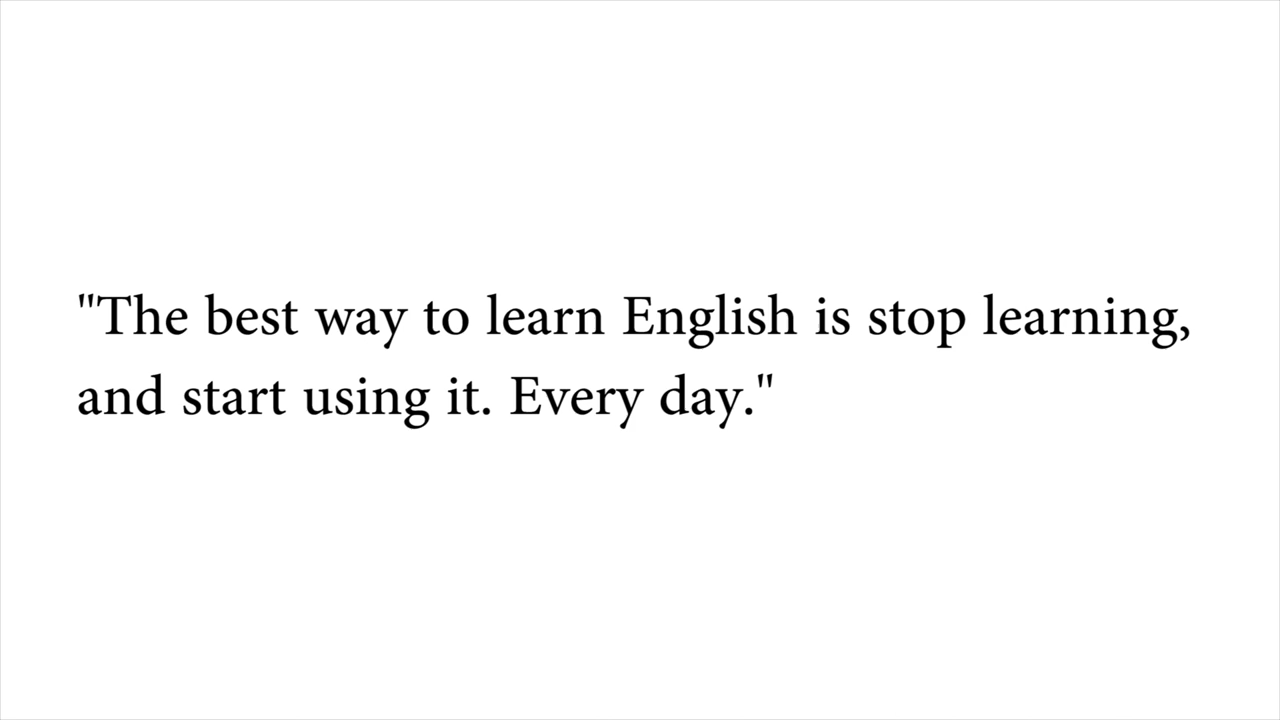 "The best way to learn English is stop learning,
and start using it. Every day."